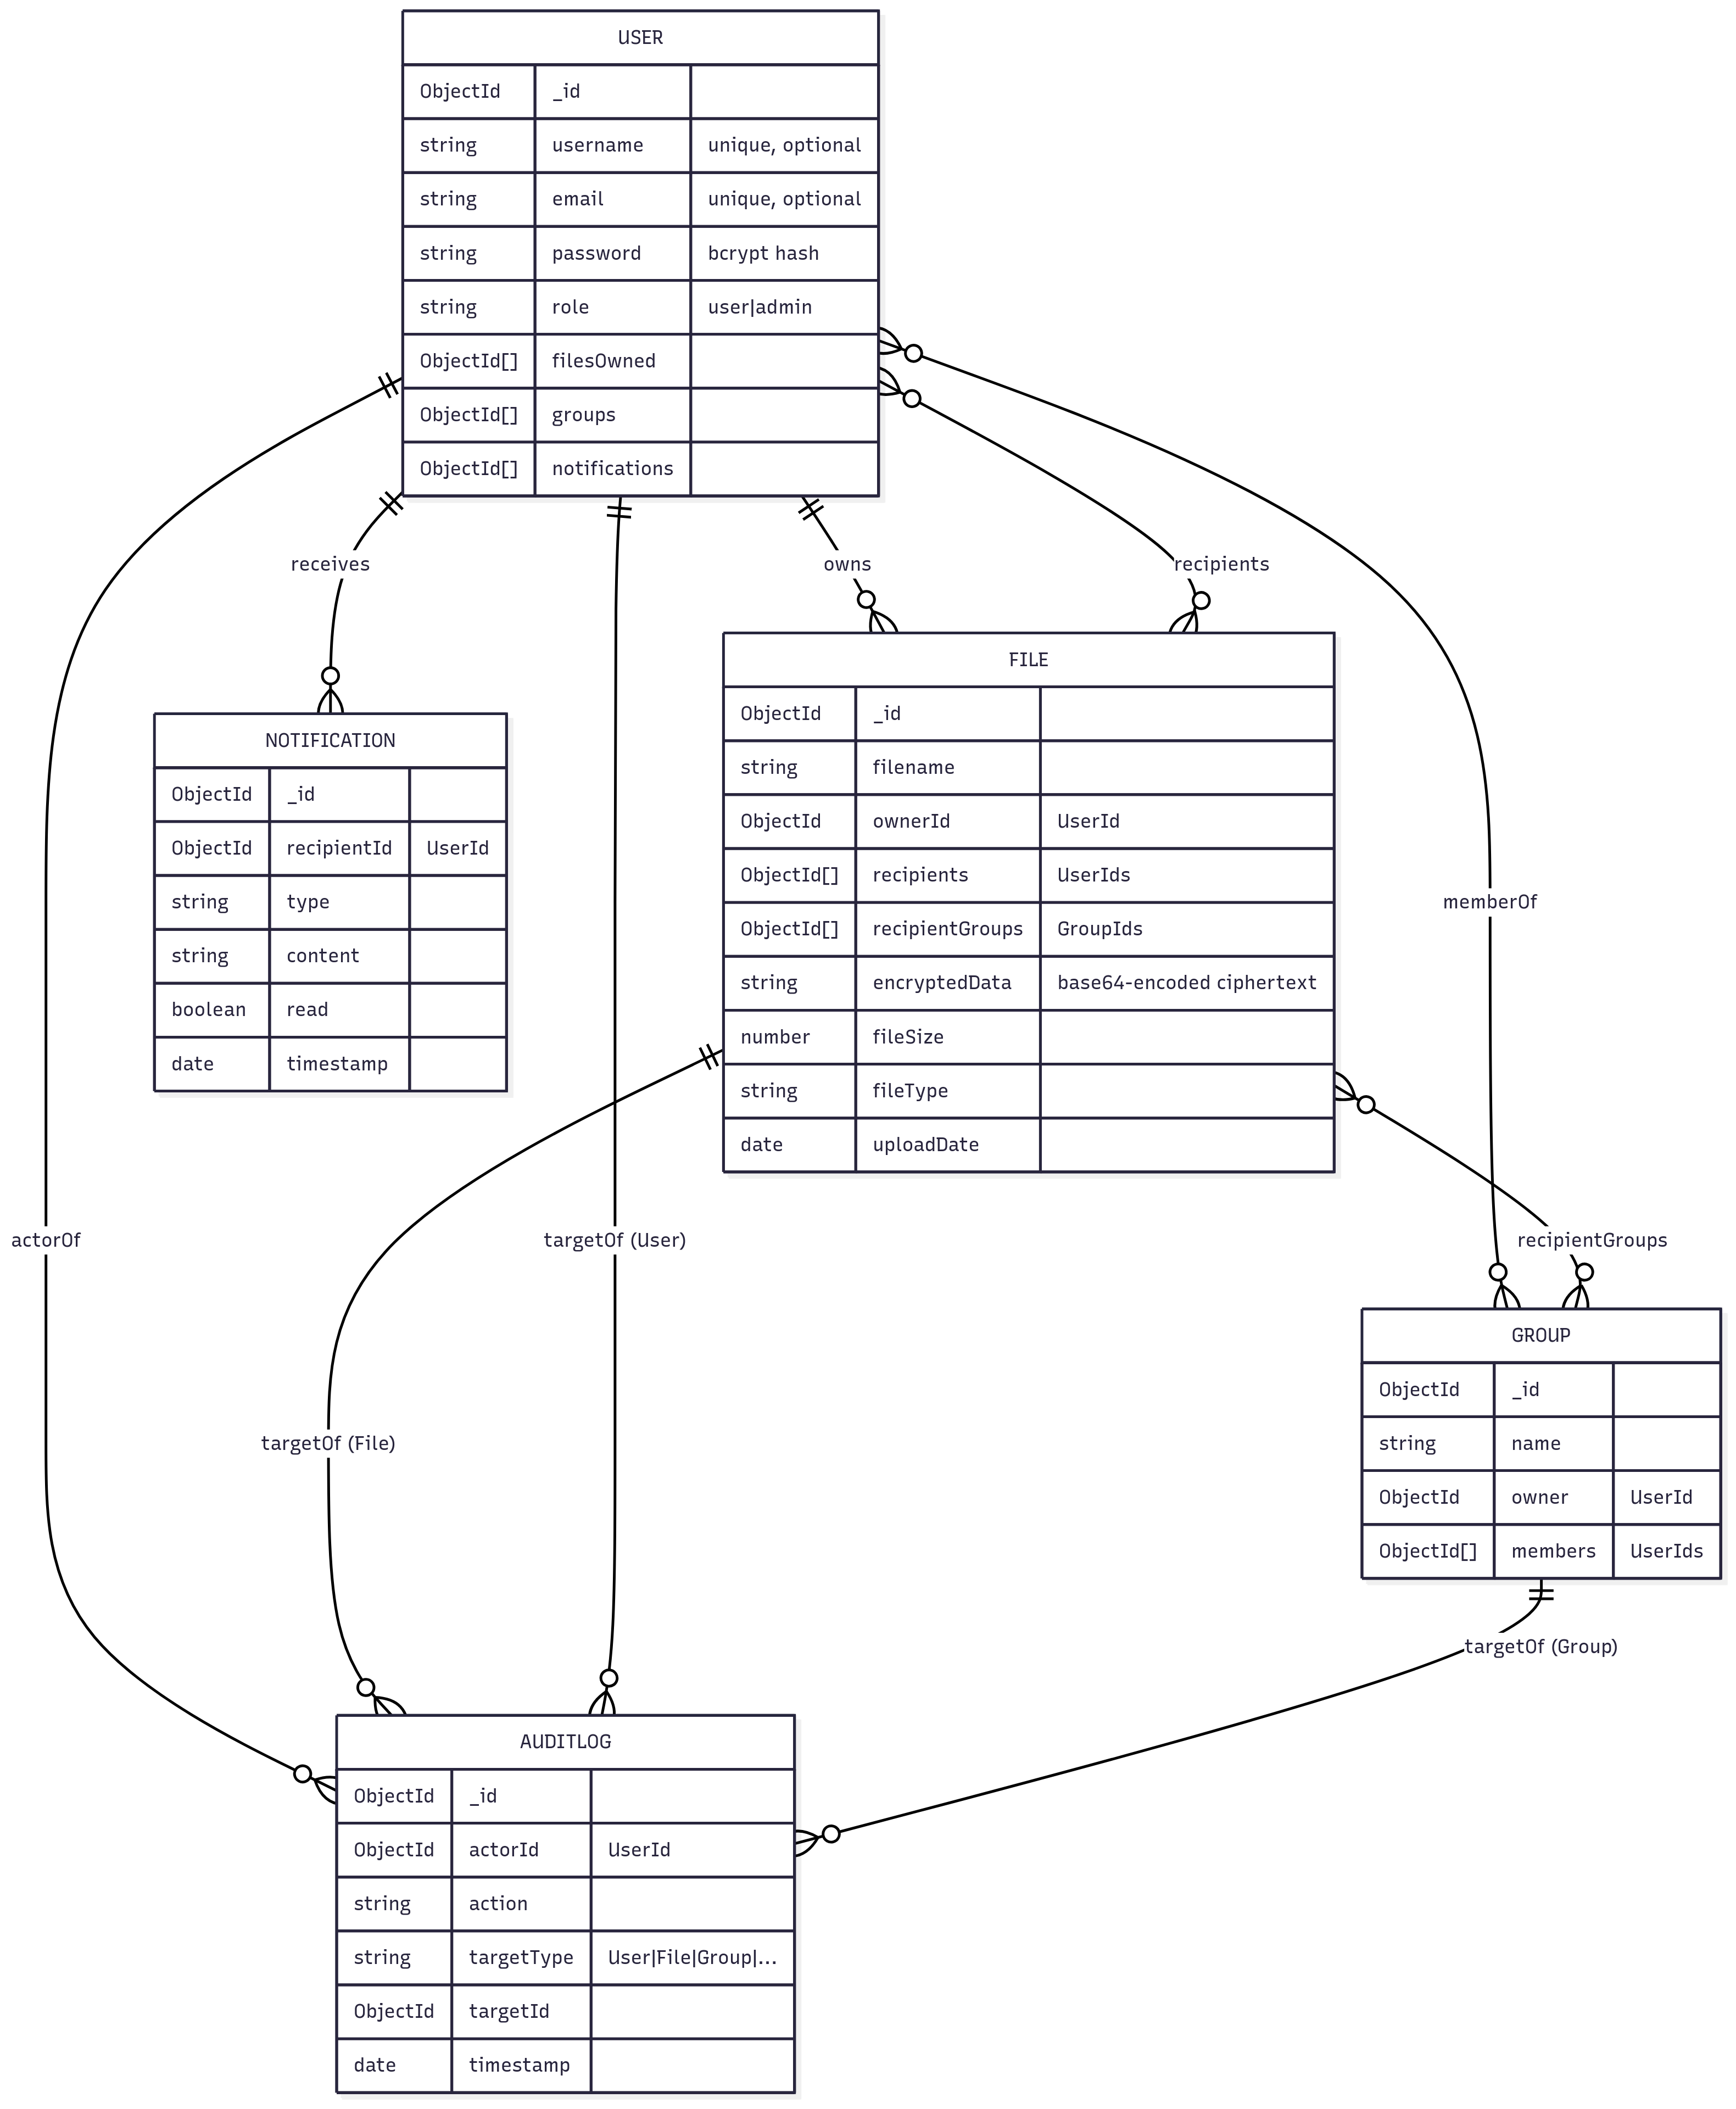 USER
ObjectId _id
string username unique, optional
string email unique, optional
string password bcrypt hash
string role user|admin
ObjectId[] filesOwned
ObjectId[] groups
ObjectId[] notifications
receives
owns
recipients
FILE
ObjectId _id
string filename
ObjectId ownerId UserId
ObjectId[] recipients UserIds
ObjectId[] recipientGroups GroupIds
string encryptedData base64-encoded ciphertext
number fileSize
string fileType
date uploadDate
NOTIFICATION
ObjectId _id
ObjectId recipientId UserId
string type
string content
boolean read
date timestamp
memberOf
actorOf
targetOf (User)
recipientGroups
GROUP
ObjectId _id
string name
ObjectId owner UserId
ObjectId[] members UserIds
targetOf (File)
targetOf (Group)
AUDITLOG
ObjectId _id
ObjectId actorId UserId
string action
string targetType User|File|Group|...
ObjectId targetId
date timestamp